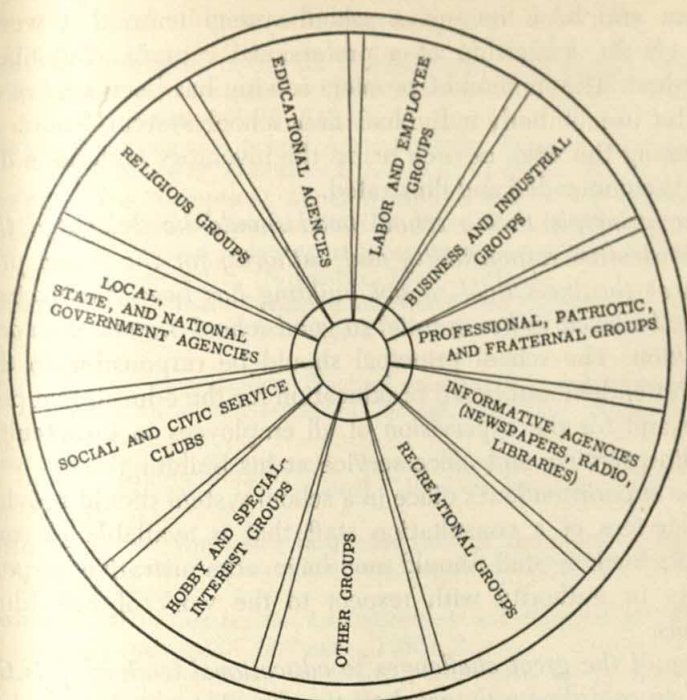 EDUCATIONAL AGENCIES
LABOR AND EMPLOYEE
GROUPS
BUSINESS AND INDUSTRIAL
GROUPS
PROFESSIONAL, PATRIOTIC,
AND FRATERNAL GROUPS
INFORMATIVE AGENCIES
(NEWSPAPERS, RADIO,
LIBRARIES)
RECREATIONAL GROUPS
OTHER GROUPS
HOBBY AND SPECIAL
INTEREST GROUPS
SOCIAL AND CIVIC SERVICE
CLUBS
LOCAL,
STATE, AND NATIONAL
GOVERNMENT AGENCIES
RELIGIOUS GROUPS